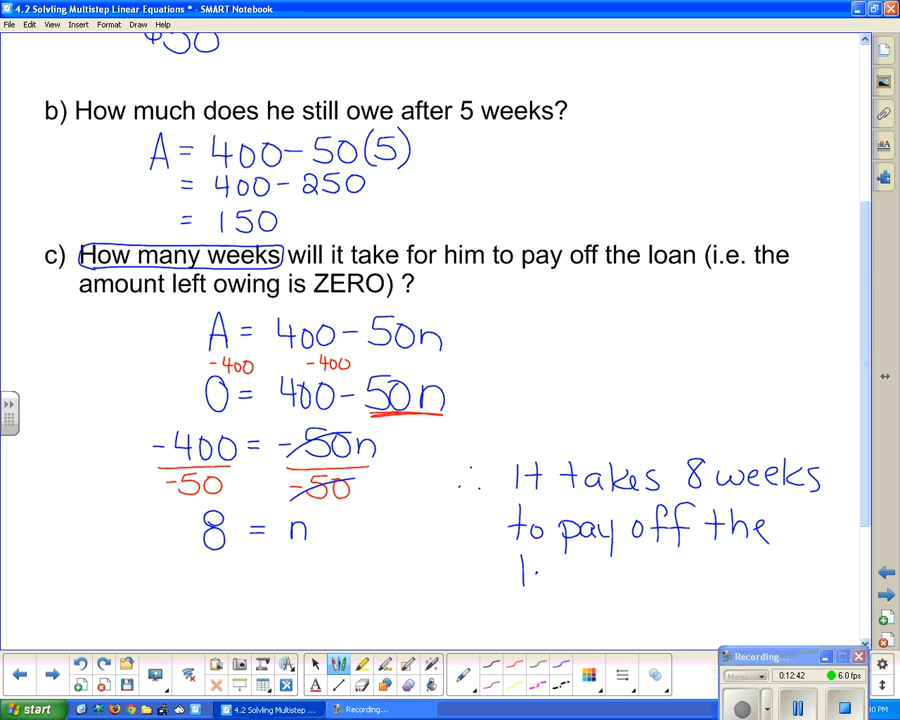 4.2 Solvling Multistep Linear Equations * - SMART Notebook
File Edit View Insert Format Draw Help
$50
b) How much does he still owe after 5 weeks?
A = 400 - 50(5)
= 400 - 250
= 150
c) How many weeks will it take for him to pay off the loan (i.e. the
amount left owing is ZERO) ?
A = 400 - 50n
-400 -400
0 = 400 - 50n
-400 = -50n
-50 -50
8 = n
∴ It takes 8 weeks
to pay off the
l
Recording...
Menu 0:12:42 6.0 fps
start 4.2 Solvling Multistep ... Recording...